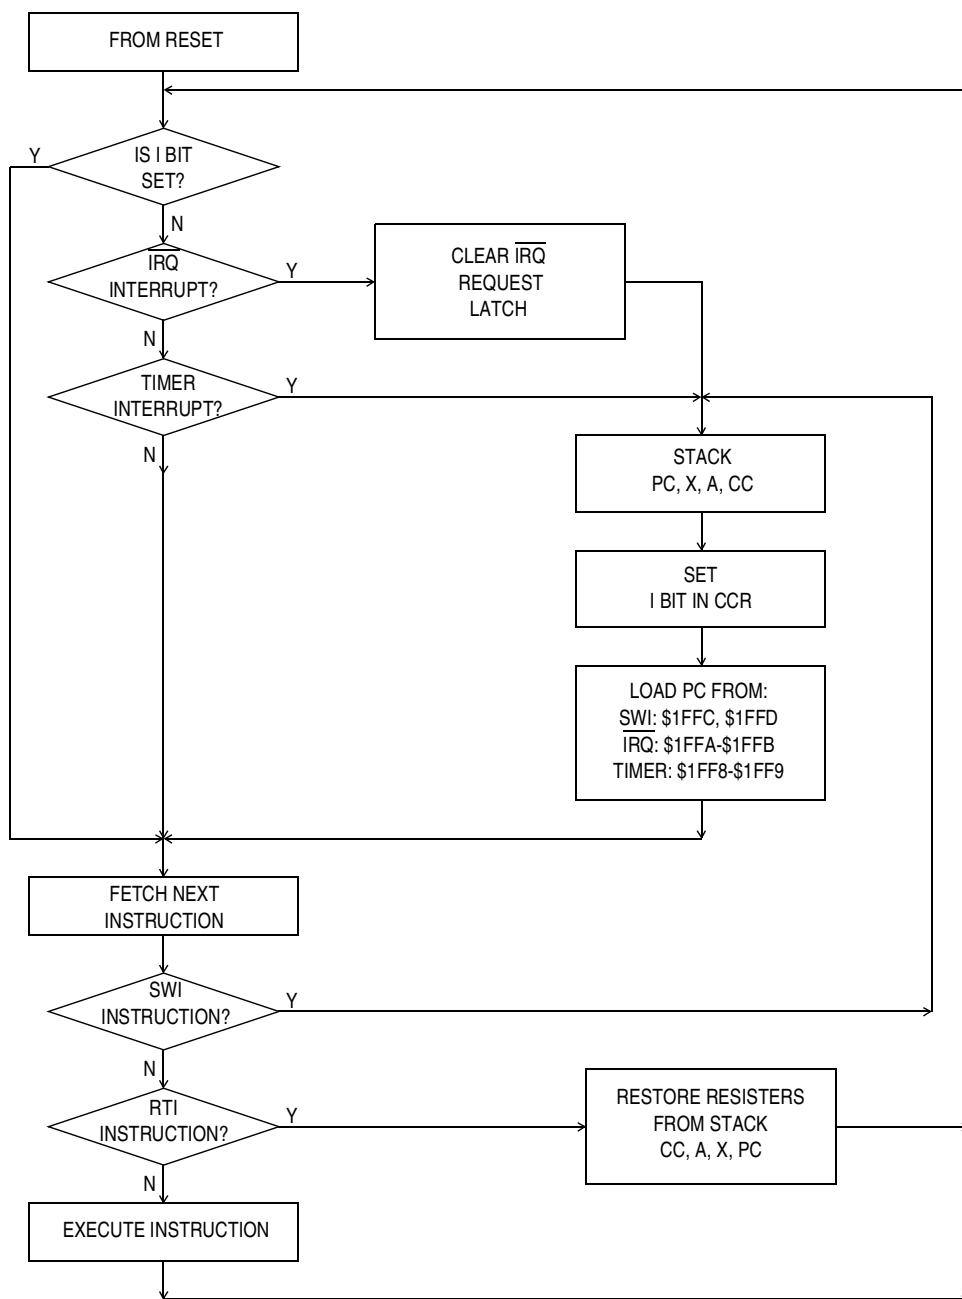 FROM RESET
Y
IS I BIT
SET?
N
IRQ
INTERRUPT?
Y
CLEAR IRQ
REQUEST
LATCH
N
TIMER
INTERRUPT?
Y
N
STACK
PC, X, A, CC
SET
I BIT IN CCR
LOAD PC FROM:
SWI: $1FFC, $1FFD
IRQ: $1FFA-$1FFB
TIMER: $1FF8-$1FF9
FETCH NEXT
INSTRUCTION
SWI
INSTRUCTION?
Y
N
RTI
INSTRUCTION?
Y
RESTORE RESISTERS
FROM STACK
CC, A, X, PC
N
EXECUTE INSTRUCTION